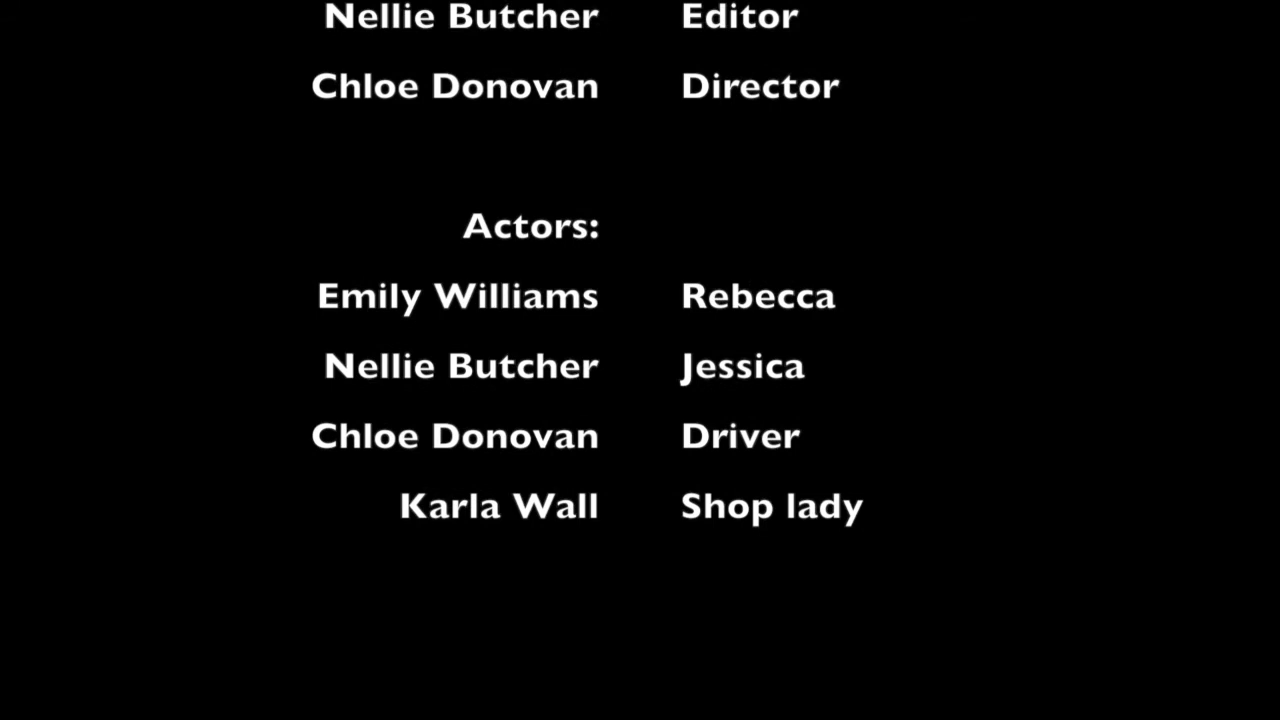 Nellie Butcher Editor
Chloe Donovan Director
Actors:
Emily Williams Rebecca
Nellie Butcher Jessica
Chloe Donovan Driver
Karla Wall Shop lady